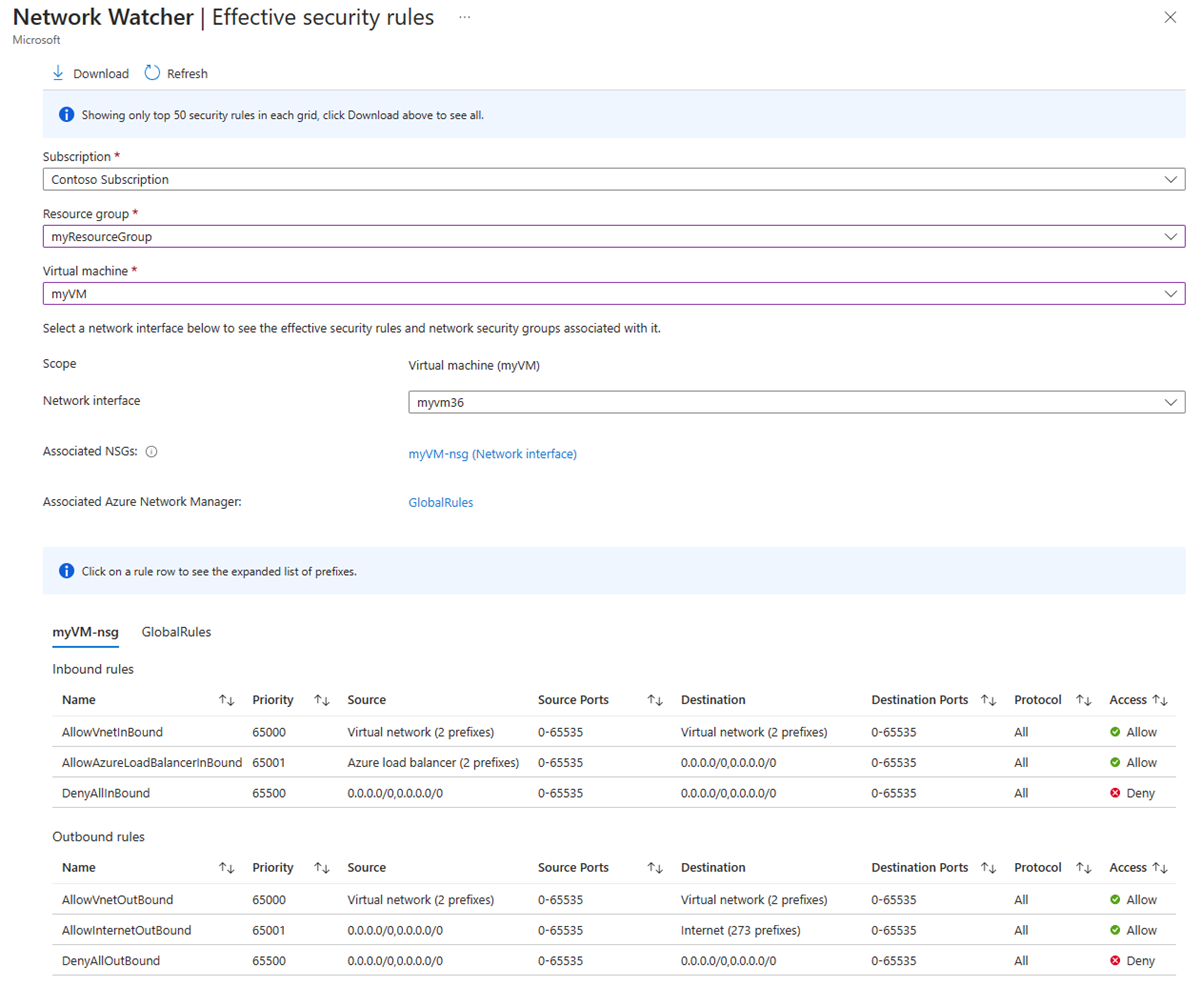 Network Watcher | Effective security rules ...
Microsoft
Download Refresh
Showing only top 50 security rules in each grid, click Download above to see all.
Subscription *
Contoso Subscription
Resource group *
myResourceGroup
Virtual machine *
myVM
Select a network interface below to see the effective security rules and network security groups associated with it.
Scope Virtual machine (myVM)
Network interface myvm36
Associated NSGs: myVM-nsg (Network interface)
Associated Azure Network Manager: GlobalRules
Click on a rule row to see the expanded list of prefixes.
myVM-nsg GlobalRules
Inbound rules
Name Priority Source Source Ports Destination Destination Ports Protocol Access
AllowVnetInBound 65000 Virtual network (2 prefixes) 0-65535 Virtual network (2 prefixes) 0-65535 All Allow
AllowAzureLoadBalancerInBound 65001 Azure load balancer (2 prefixes) 0-65535 0.0.0.0/0,0.0.0.0/0 0-65535 All Allow
DenyAllInBound 65500 0.0.0.0/0,0.0.0.0/0 0-65535 0.0.0.0/0,0.0.0.0/0 0-65535 All Deny
Outbound rules
Name Priority Source Source Ports Destination Destination Ports Protocol Access
AllowVnetOutBound 65000 Virtual network (2 prefixes) 0-65535 Virtual network (2 prefixes) 0-65535 All Allow
AllowInternetOutBound 65001 0.0.0.0/0,0.0.0.0/0 0-65535 Internet (273 prefixes) 0-65535 All Allow
DenyAllOutBound 65500 0.0.0.0/0,0.0.0.0/0 0-65535 0.0.0.0/0,0.0.0.0/0 0-65535 All Deny